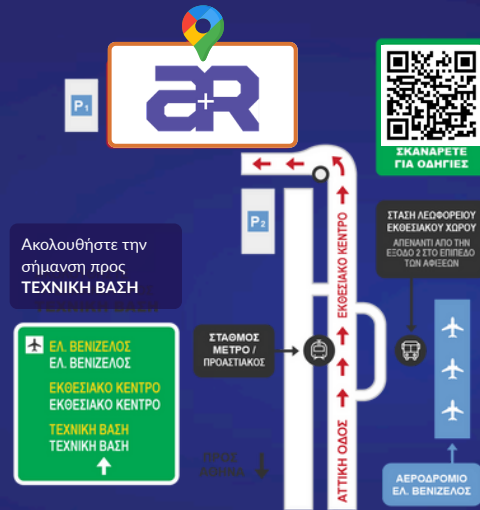 a+R
P1
ΣΚΑΝΑΡΕΤΕ
ΓΙΑ ΟΔΗΓΙΕΣ
P2
ΕΚΘΕΣΙΑΚΟ ΚΕΝΤΡΟ
ΑΤΤΙΚΗ ΟΔΟΣ
ΣΤΑΣΗ ΛΕΩΦΟΡΕΙΟΥ
ΕΚΘΕΣΙΑΚΟΥ ΧΩΡΟΥ
ΑΠΕΝΑΝΤΙ ΑΠΟ ΤΗΝ
ΕΞΟΔΟ 2 ΣΤΟ ΕΠΙΠΕΔΟ
ΤΩΝ ΑΦΙΞΕΩΝ
Ακολουθήστε την
σήμανση προς
ΤΕΧΝΙΚΗ ΒΑΣΗ
ΕΛ. ΒΕΝΙΖΕΛΟΣ
ΕΛ. ΒΕΝΙΖΕΛΟΣ
ΕΚΘΕΣΙΑΚΟ ΚΕΝΤΡΟ
ΕΚΘΕΣΙΑΚΟ ΚΕΝΤΡΟ
ΤΕΧΝΙΚΗ ΒΑΣΗ
ΤΕΧΝΙΚΗ ΒΑΣΗ
ΣΤΑΘΜΟΣ
ΜΕΤΡΟ /
ΠΡΟΑΣΤΙΑΚΟΣ
ΑΕΡΟΔΡΟΜΙΟ
ΕΛ. ΒΕΝΙΖΕΛΟΣ